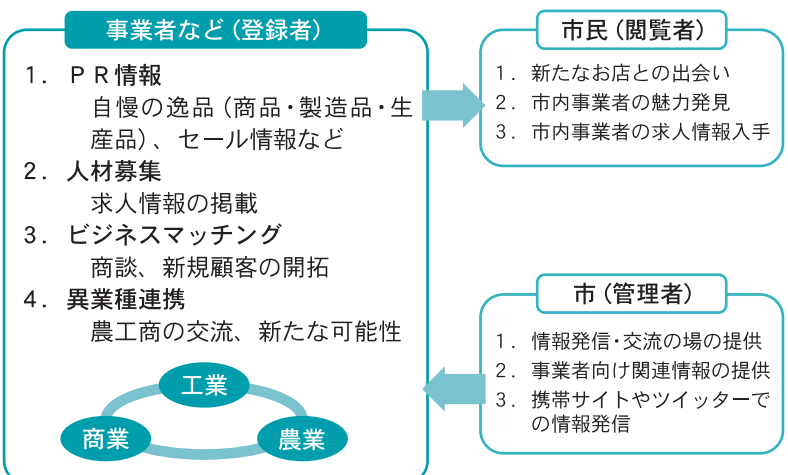 事業者など（登録者）
1．ＰＲ情報
自慢の逸品（商品・製造品・生
産品）、セール情報など
2．人材募集
求人情報の掲載
3．ビジネスマッチング
商談、新規顧客の開拓
4．異業種連携
農工商の交流、新たな可能性
工業
商業
農業
市民（閲覧者）
1．新たなお店との出会い
2．市内事業者の魅力発見
3．市内事業者の求人情報入手
市（管理者）
1．情報発信・交流の場の提供
2．事業者向け関連情報の提供
3．携帯サイトやツイッターで
の情報発信